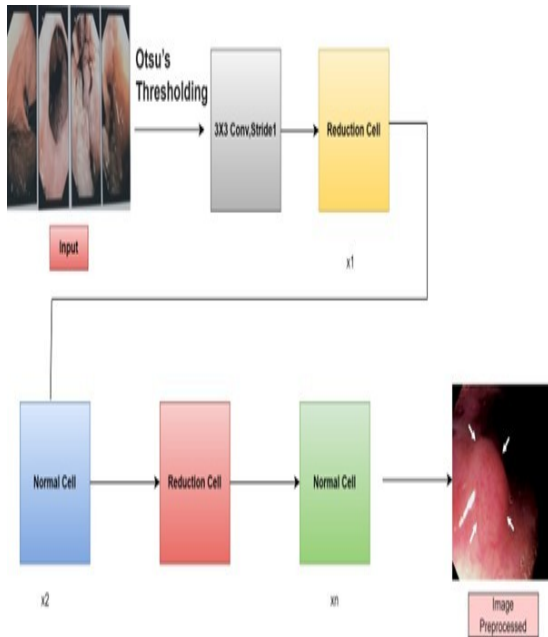 Otsu's
Thresholding
3X3 Conv,Stride1
Reduction Cell
Input
x1
Normal Cell
Reduction Cell
Normal Cell
x2
xn
Image
Preprocessed